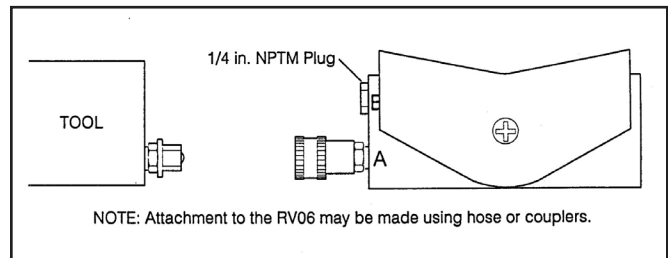 1/4 in. NPTM Plug
TOOL
A
NOTE: Attachment to the RV06 may be made using hose or couplers.